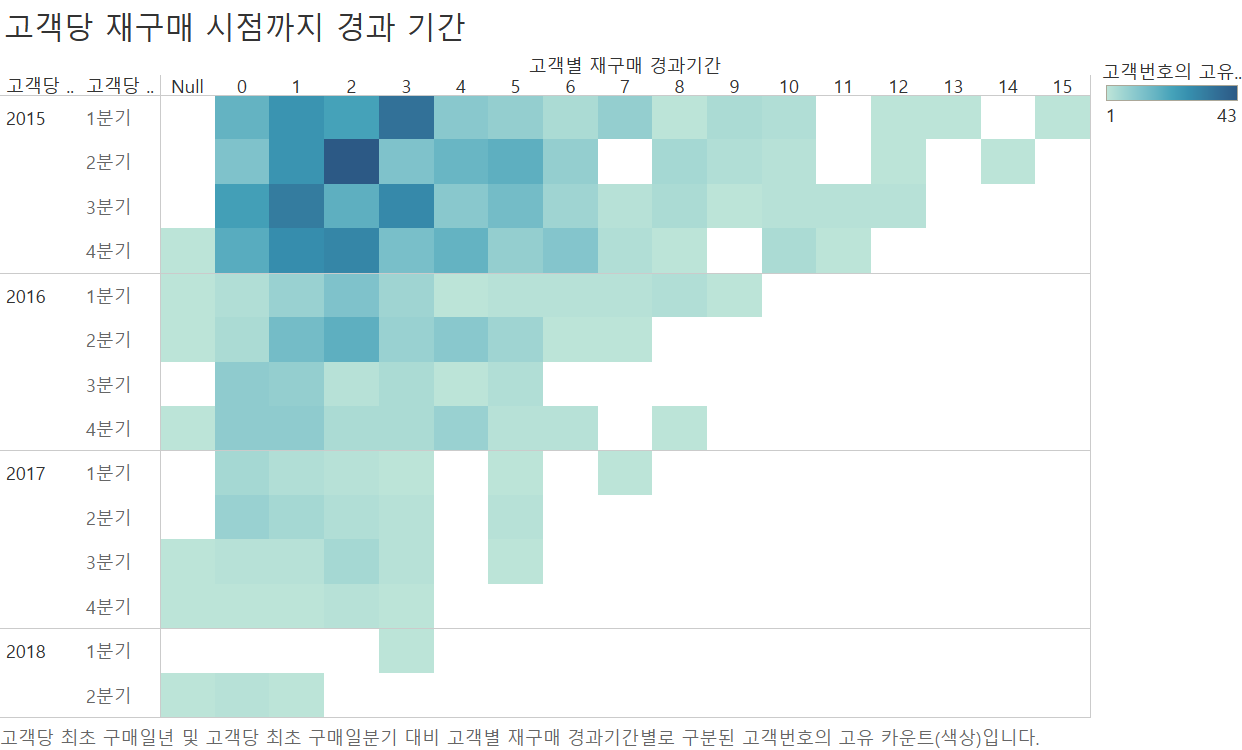 고객당 재구매 시점까지 경과 기간
고객별 재구매 경과기간
고객당 .. 고객당 .. Null 0 1 2 3 4 5 6 7 8 9 10 11 12 13 14 15
고객번호의 고유..
1 43
2015 1분기
2분기
3분기
4분기
2016 1분기
2분기
3분기
4분기
2017 1분기
2분기
3분기
4분기
2018 1분기
2분기
고객당 최초 구매일년 및 고객당 최초 구매일분기 대비 고객별 재구매 경과기간별로 구분된 고객번호의 고유 카운트(색상)입니다.